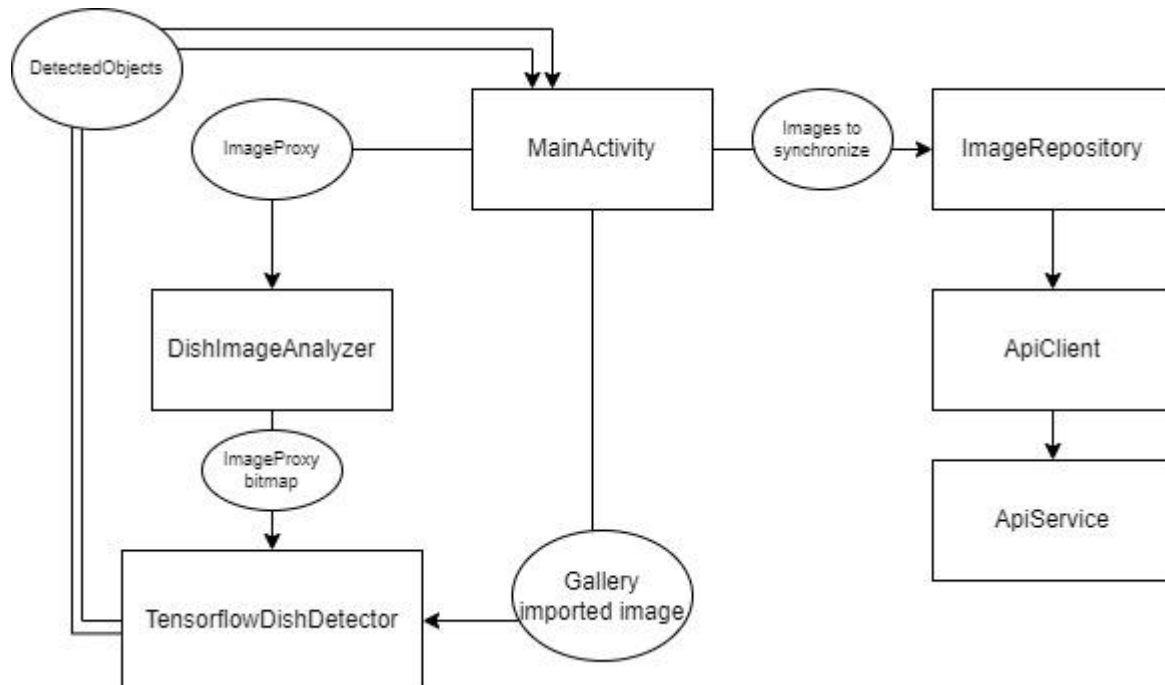 DetectedObjects
ImageProxy
MainActivity
Images to
synchronize
ImageRepository
DishImageAnalyzer
ApiClient
ImageProxy
bitmap
ApiService
TensorflowDishDetector
Gallery
imported image